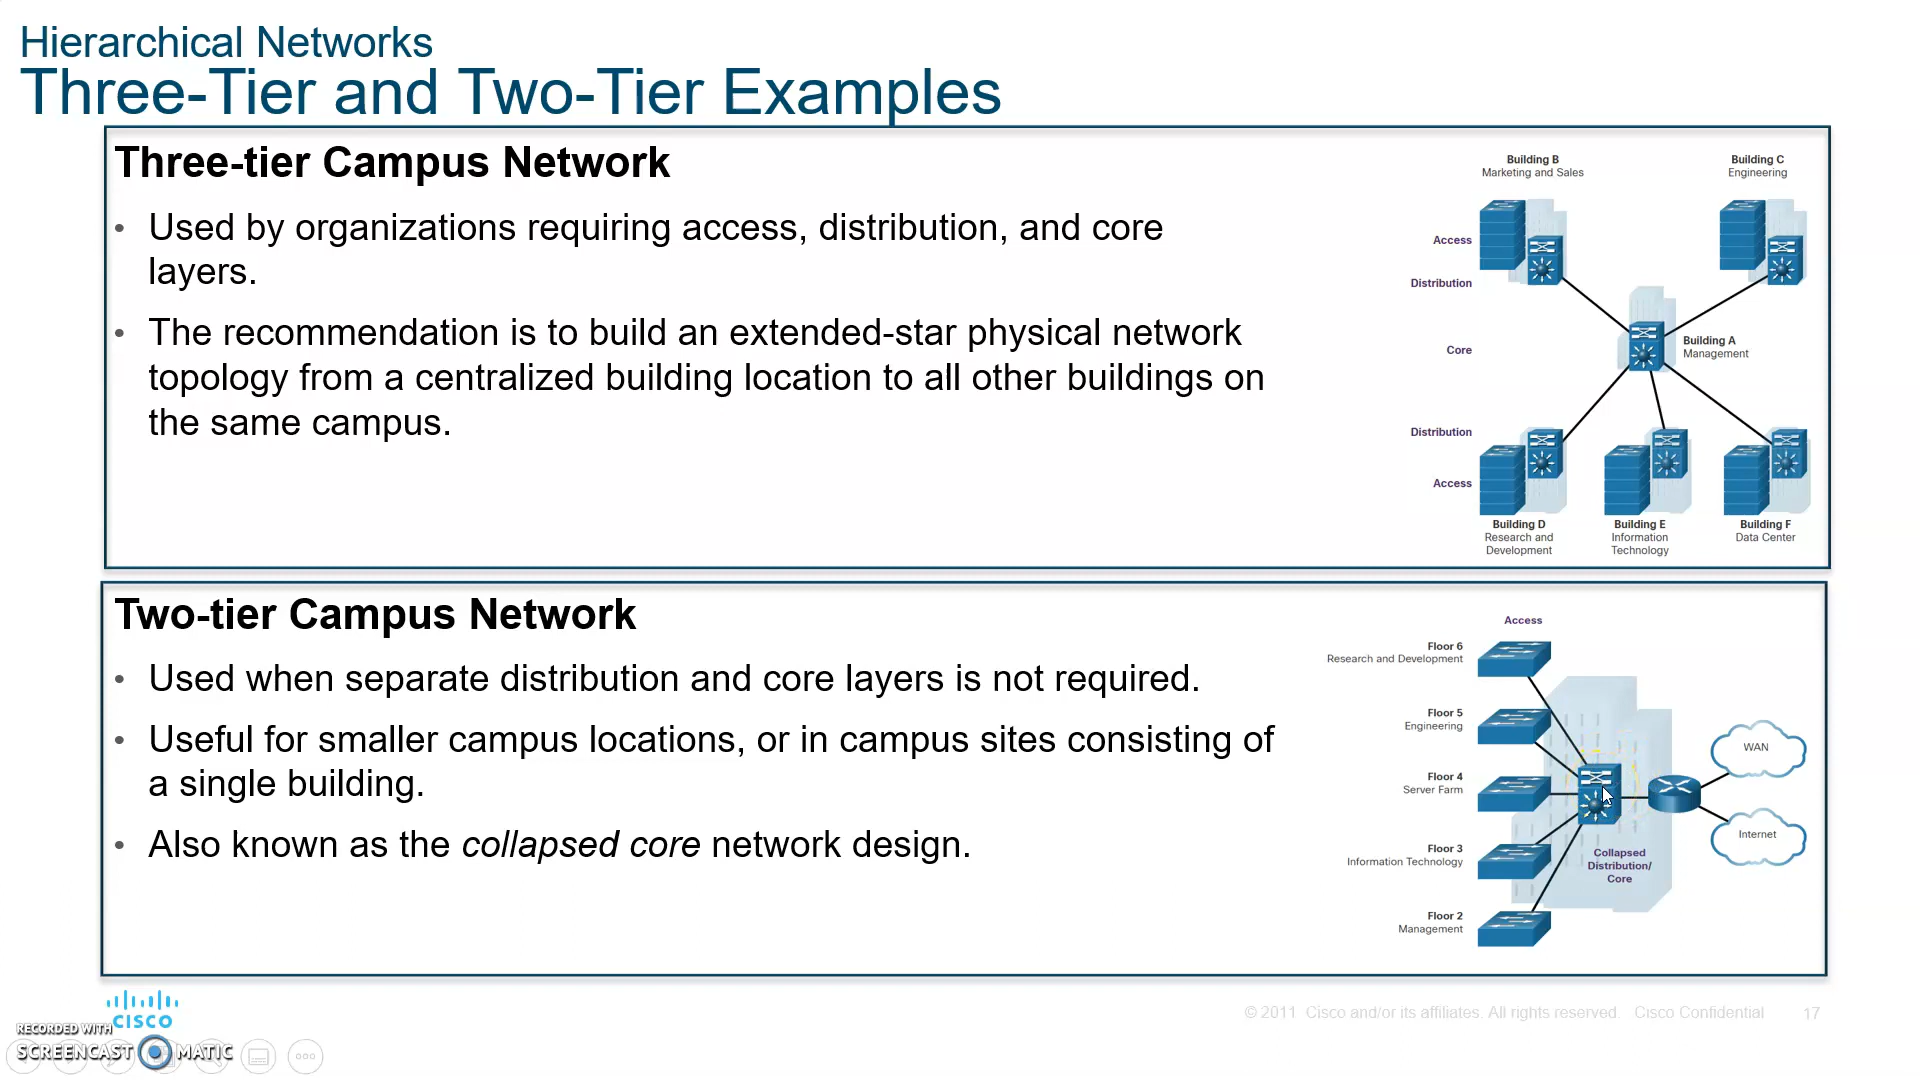 Hierarchical Networks
Three-Tier and Two-Tier Examples
Three-tier Campus Network
• Used by organizations requiring access, distribution, and core
layers.
• The recommendation is to build an extended-star physical network
topology from a centralized building location to all other buildings on
the same campus.
Building B
Marketing and Sales
Building C
Engineering
Access
Distribution
Core
Building A
Management
Distribution
Access
Building D
Research and
Development
Building E
Information
Technology
Building F
Data Center
Two-tier Campus Network
• Used when separate distribution and core layers is not required.
• Useful for smaller campus locations, or in campus sites consisting of
a single building.
• Also known as the collapsed core network design.
Access
Floor 6
Research and Development
Floor 5
Engineering
Floor 4
Server Farm
Floor 3
Information Technology
Floor 2
Management
Collapsed
Distribution/
Core
WAN
Internet
CISCO
RECORDED WITH
SCREENCAST MATIC
© 2011 Cisco and/or its affiliates. All rights reserved. Cisco Confidential 17